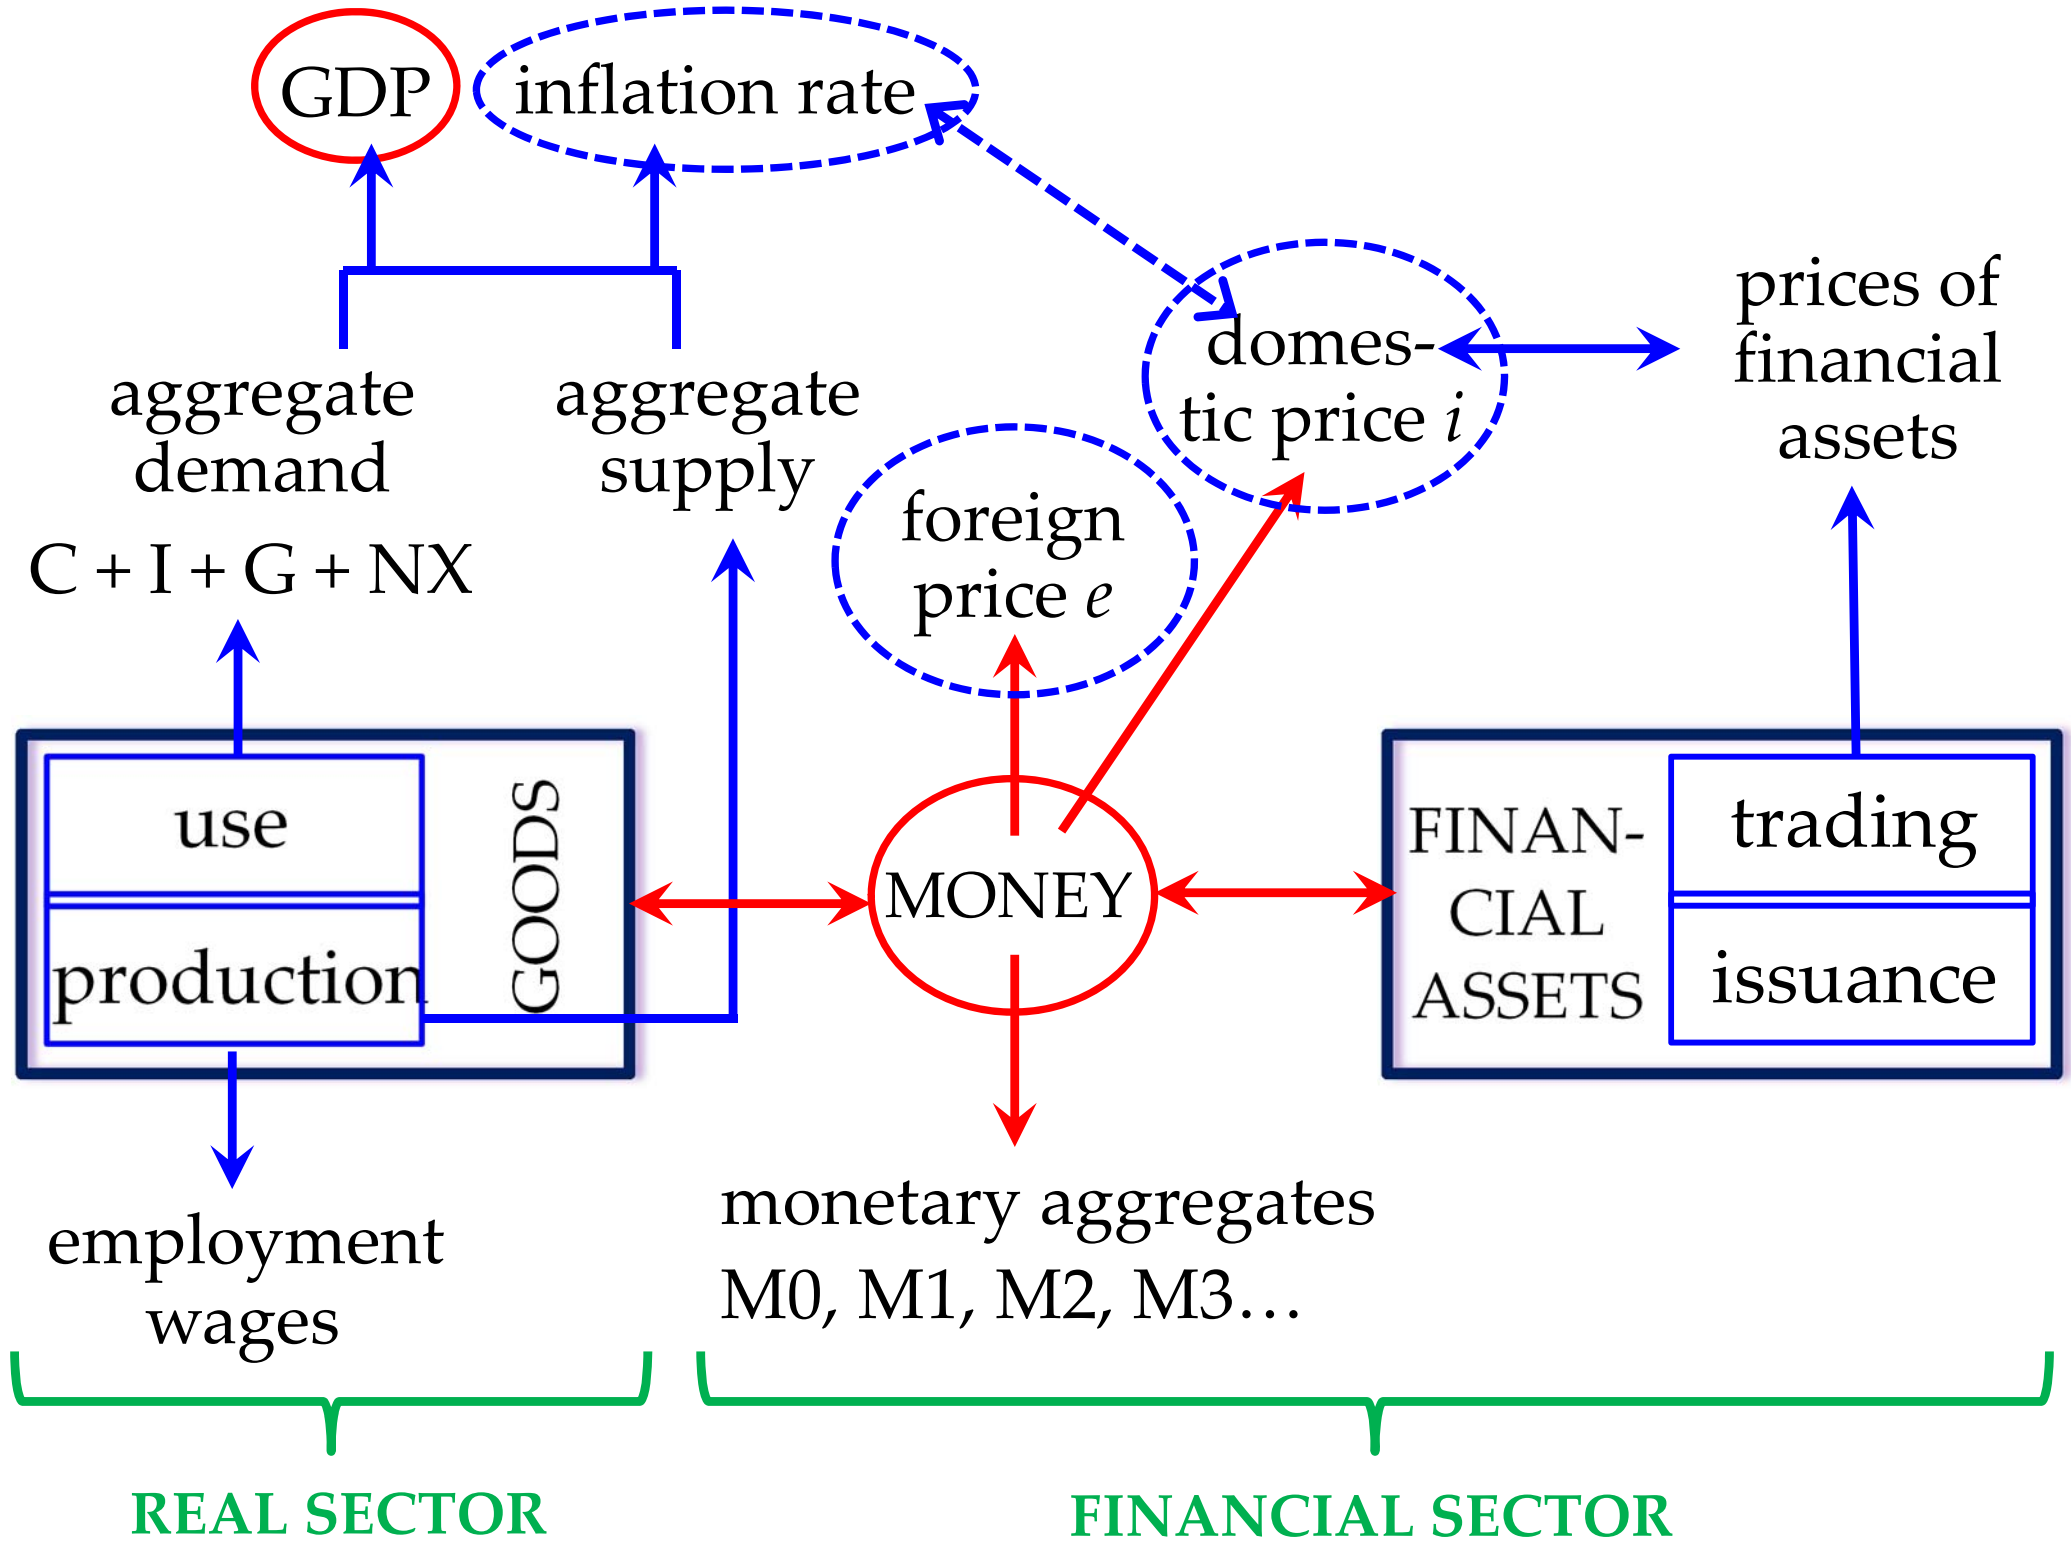 GDP
inflation rate
prices of
financial
assets
domes-
tic price i
aggregate
demand
aggregate
supply
C + I + G + NX
foreign
price e
use
production
GOODS
MONEY
FINAN-
CIAL
ASSETS
trading
issuance
employment
wages
monetary aggregates
M0, M1, M2, M3…
REAL SECTOR
FINANCIAL SECTOR